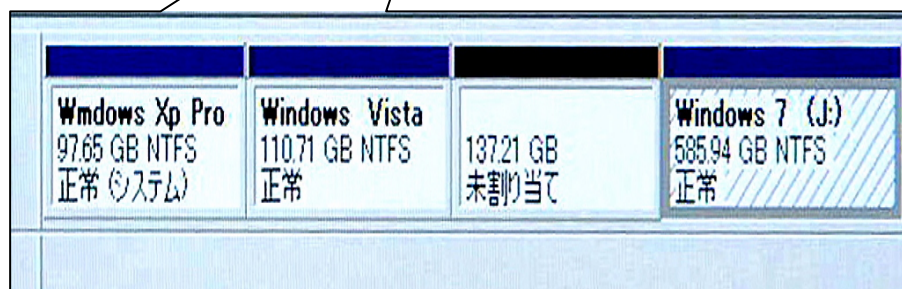 Wmdows Xp Pro
97.65 GB NTFS
正常 (システム)
Windows Vista
110.71 GB NTFS
正常
137.21 GB
未割り当て
Windows 7 (J:)
585.94 GB NTFS
正常